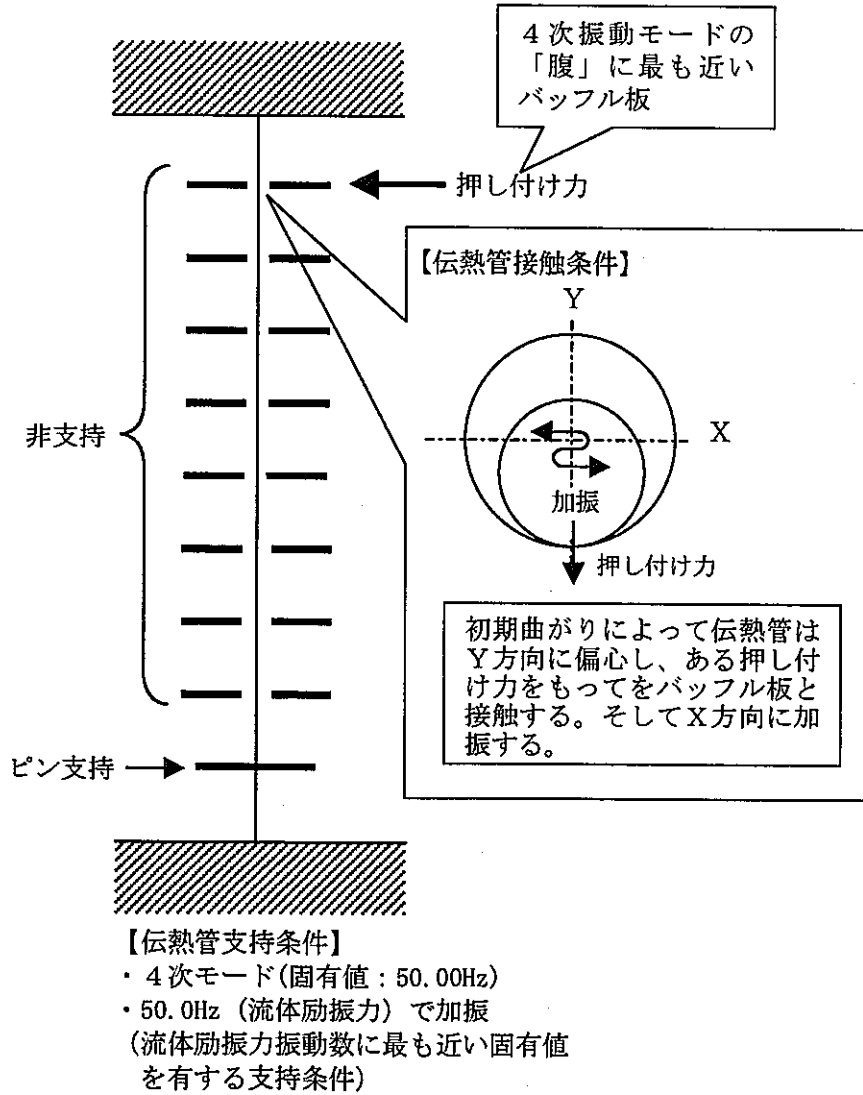 ４次振動モードの
「腹」に最も近い
バッフル板
押し付け力
【伝熱管接触条件】
Y
X
加振
押し付け力
初期曲がりによって伝熱管は
Ｙ方向に偏心し、ある押し付
け力をもってをバッフル板と
接触する。そしてＸ方向に加
振する。
非支持
ピン支持
【伝熱管支持条件】
・４次モード(固有値：50.00Hz)
・50.0Hz（流体励振力）で加振
（流体励振力振動数に最も近い固有値
を有する支持条件）